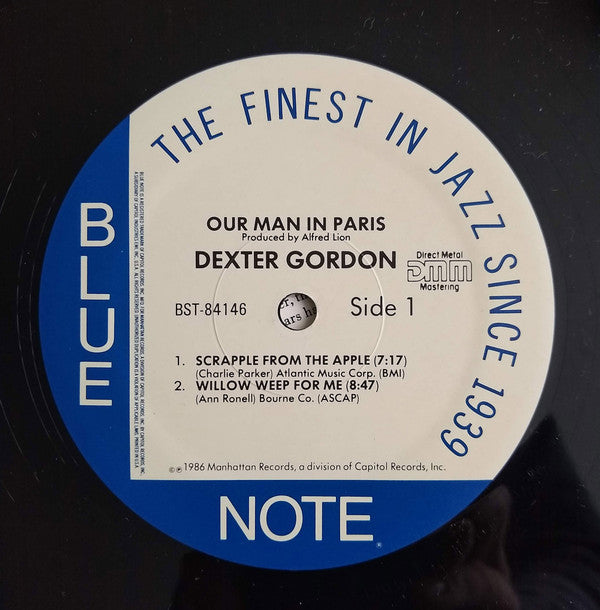 THE FINEST IN JAZZ SINCE 1939
BLUE
OUR MAN IN PARIS
Produced by Alfred Lion
DEXTER GORDON
Direct Metal
DMM
Mastering
BST-84146
Side 1
1. SCRAPPLE FROM THE APPLE (7:17)
(Charlie Parker) Atlantic Music Corp. (BMI)
2. WILLOW WEEP FOR ME (8:47)
(Ann Ronell) Bourne Co. (ASCAP)
©℗1986 Manhattan Records, a division of Capitol Records, Inc.
NOTE®